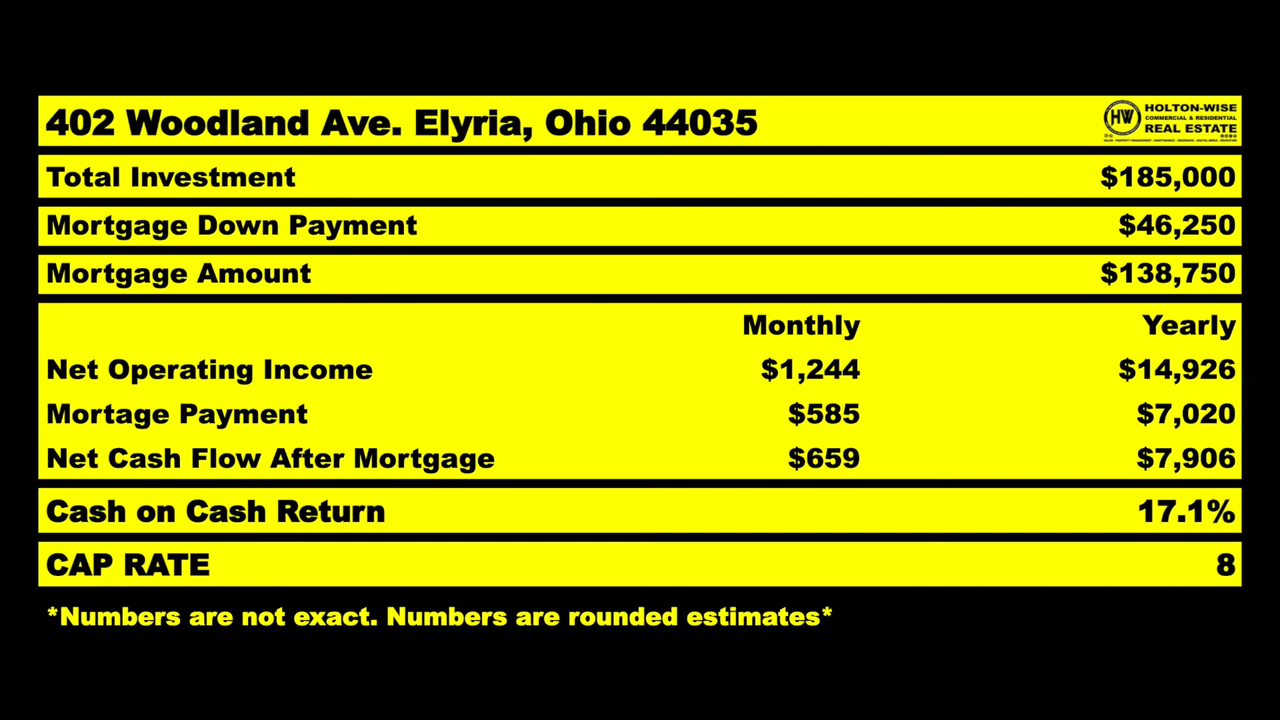 402 Woodland Ave. Elyria, Ohio 44035
HW
HOLTON-WISE
COMMERCIAL & RESIDENTIAL
REAL ESTATE
Total Investment $185,000
Mortgage Down Payment $46,250
Mortgage Amount $138,750
Monthly Yearly
Net Operating Income $1,244 $14,926
Mortage Payment $585 $7,020
Net Cash Flow After Mortgage $659 $7,906
Cash on Cash Return 17.1%
CAP RATE 8
*Numbers are not exact. Numbers are rounded estimates*